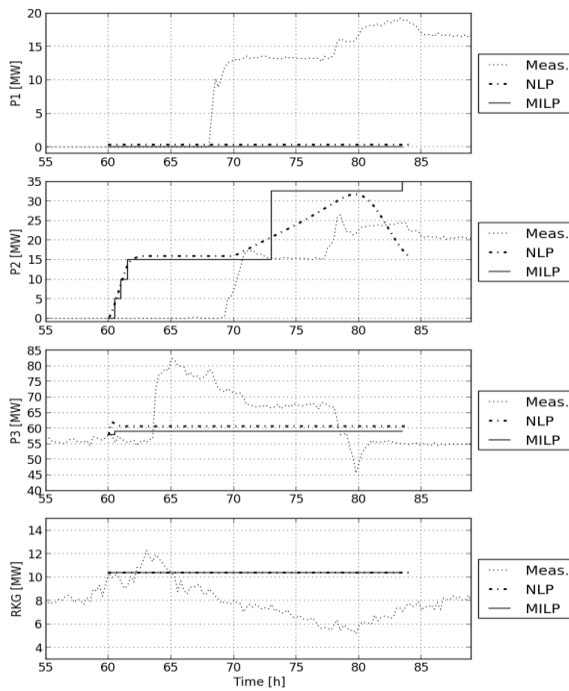 20
15
10
5
0
P1 [MW]
55 60 65 70 75 80 85
Meas.
NLP
MILP
35
30
25
20
15
10
5
0
P2 [MW]
55 60 65 70 75 80 85
Meas.
NLP
MILP
85
80
75
70
65
60
55
50
45
40
P3 [MW]
55 60 65 70 75 80 85
Meas.
NLP
MILP
14
12
10
8
6
4
RKG [MW]
55 60 65 70 75 80 85
Time [h]
Meas.
NLP
MILP